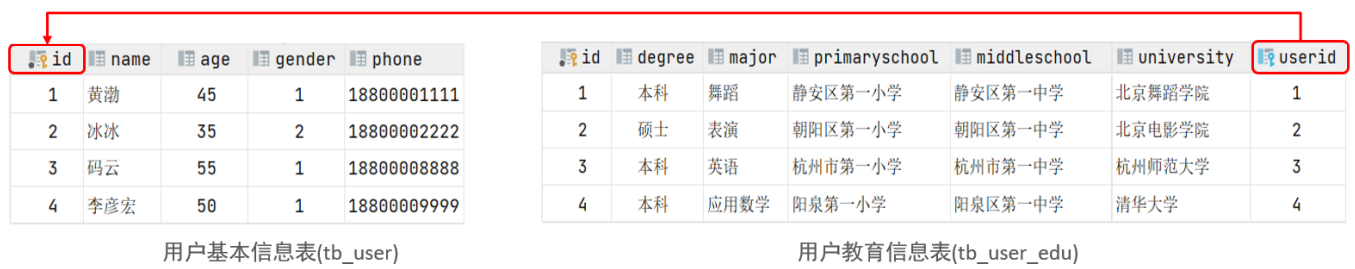 id name age gender phone
1 黄渤 45 1 18800001111
2 冰冰 35 2 18800002222
3 码云 55 1 18800008888
4 李彦宏 50 1 18800009999
用户基本信息表(tb_user)
id degree major primaryschool middleschool university userid
1 本科 舞蹈 静安区第一小学 静安区第一中学 北京舞蹈学院 1
2 硕士 表演 朝阳区第一小学 朝阳区第一中学 北京电影学院 2
3 本科 英语 杭州市第一小学 杭州市第一中学 杭州师范大学 3
4 本科 应用数学 阳泉第一小学 阳泉区第一中学 清华大学 4
用户教育信息表(tb_user_edu)